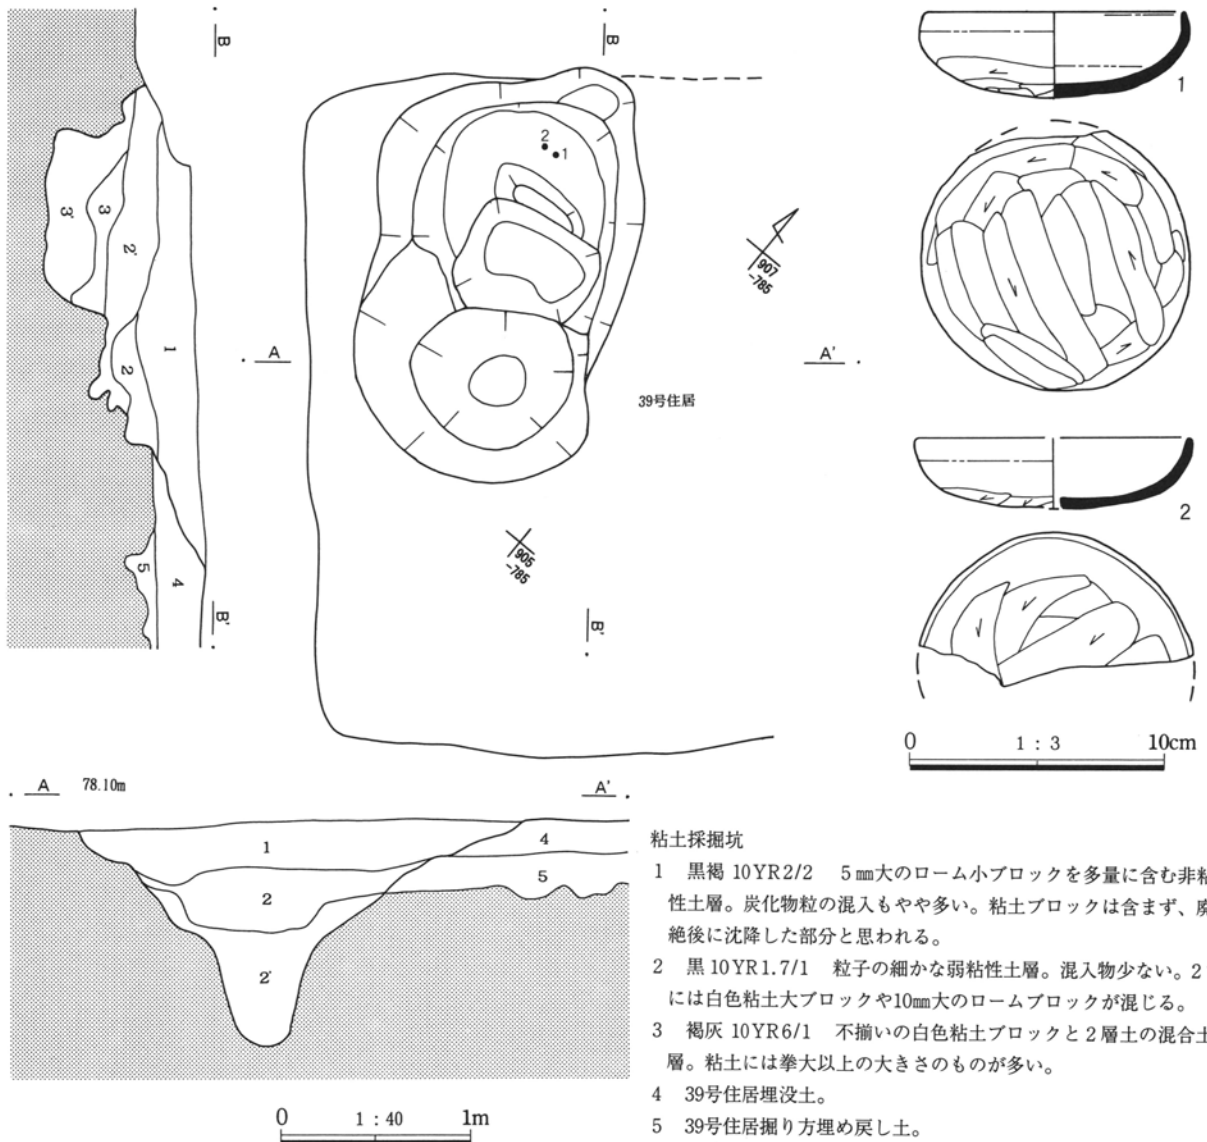 B
B
1
2
1
3'
3
2'
1
2
907
-785
A
A'
39号住居
2
905
-785
5
4
B'
B'
0
1 : 3
10cm
A
78.10m
A'
1
4
2
5
2'
0
1 : 40
1m
粘土採掘坑
1 黒褐 10YR2/2 5㎜大のローム小ブロックを多量に含む非粘
性土層。炭化物粒の混入もやや多い。粘土ブロックは含まず、廃
絶後に沈降した部分と思われる。
2 黒 10YR1.7/1 粒子の細かな弱粘性土層。混入物少ない。2
には白色粘土大ブロックや10㎜大のロームブロックが混じる。
3 褐灰 10YR6/1 不揃いの白色粘土ブロックと2層土の混合土
層。粘土には拳大以上の大きさのものが多い。
4 39号住居埋没土。
5 39号住居掘り方埋め戻し土。